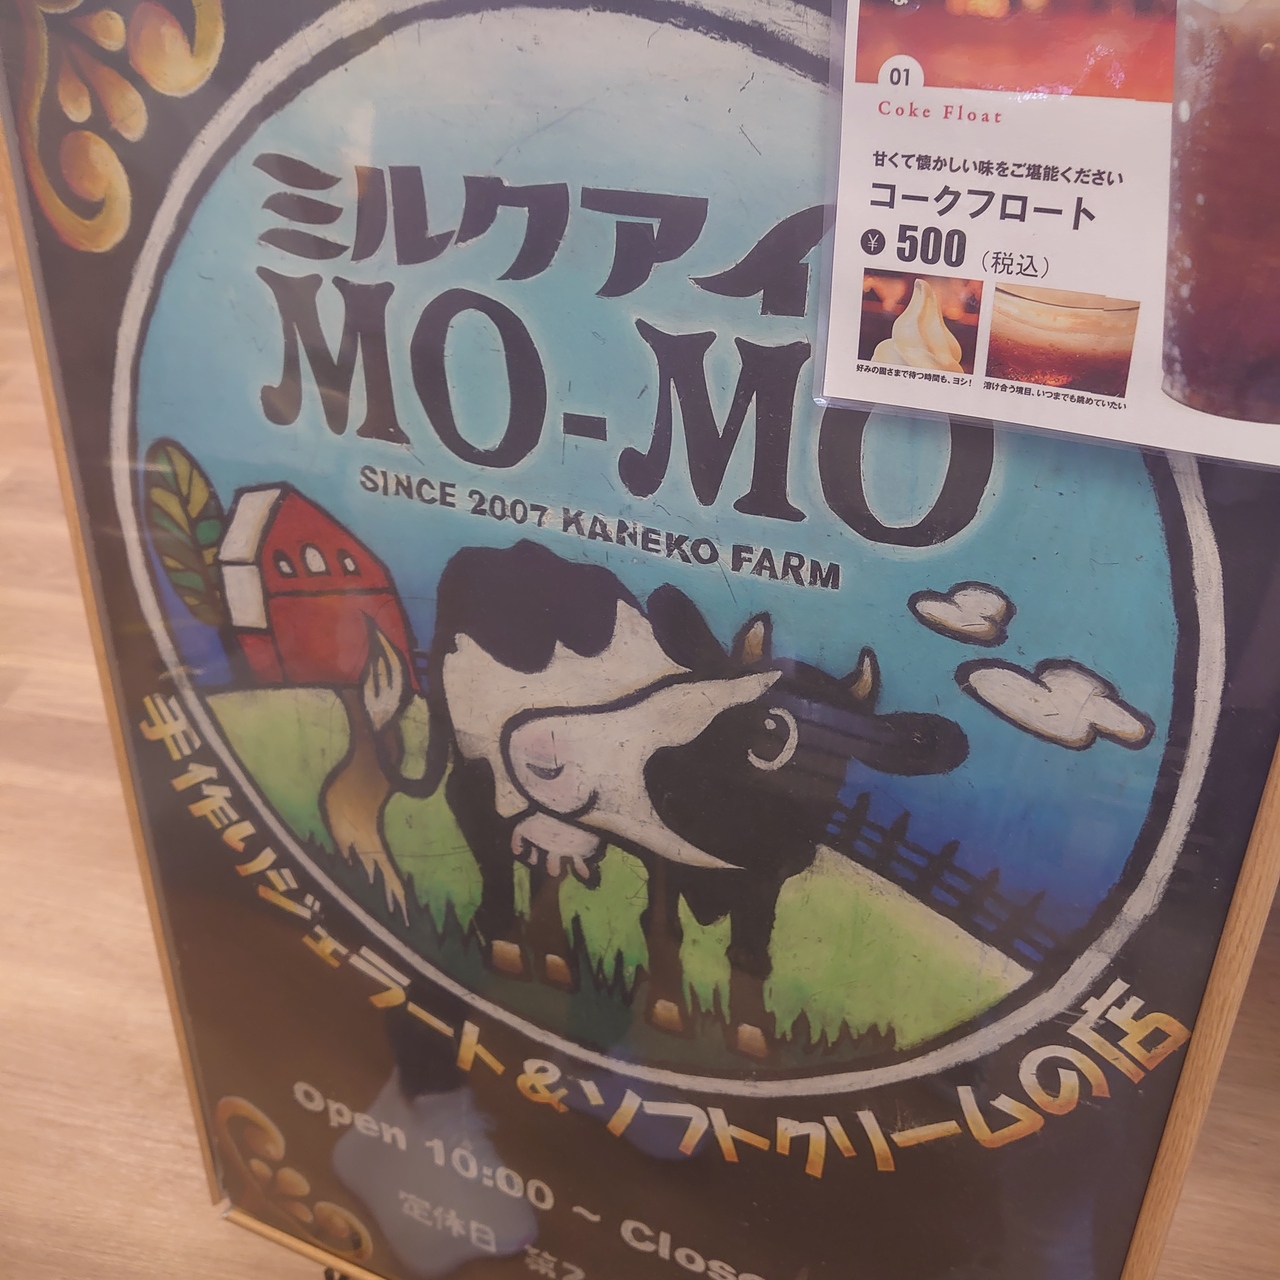 01
Coke Float
甘くて懐かしい味をご堪能ください
コークフロート
¥ 500 (税込)
好みの固さまで待つ時間も、ヨシ!
溶け合う境目、いつまでも眺めていたい
ミルクアイ
MO-MO
SINCE 2007 KANEKO FARM
手作りジェラート&ソフトクリームの店
Open 10:00 ~ Close
定休日 第2